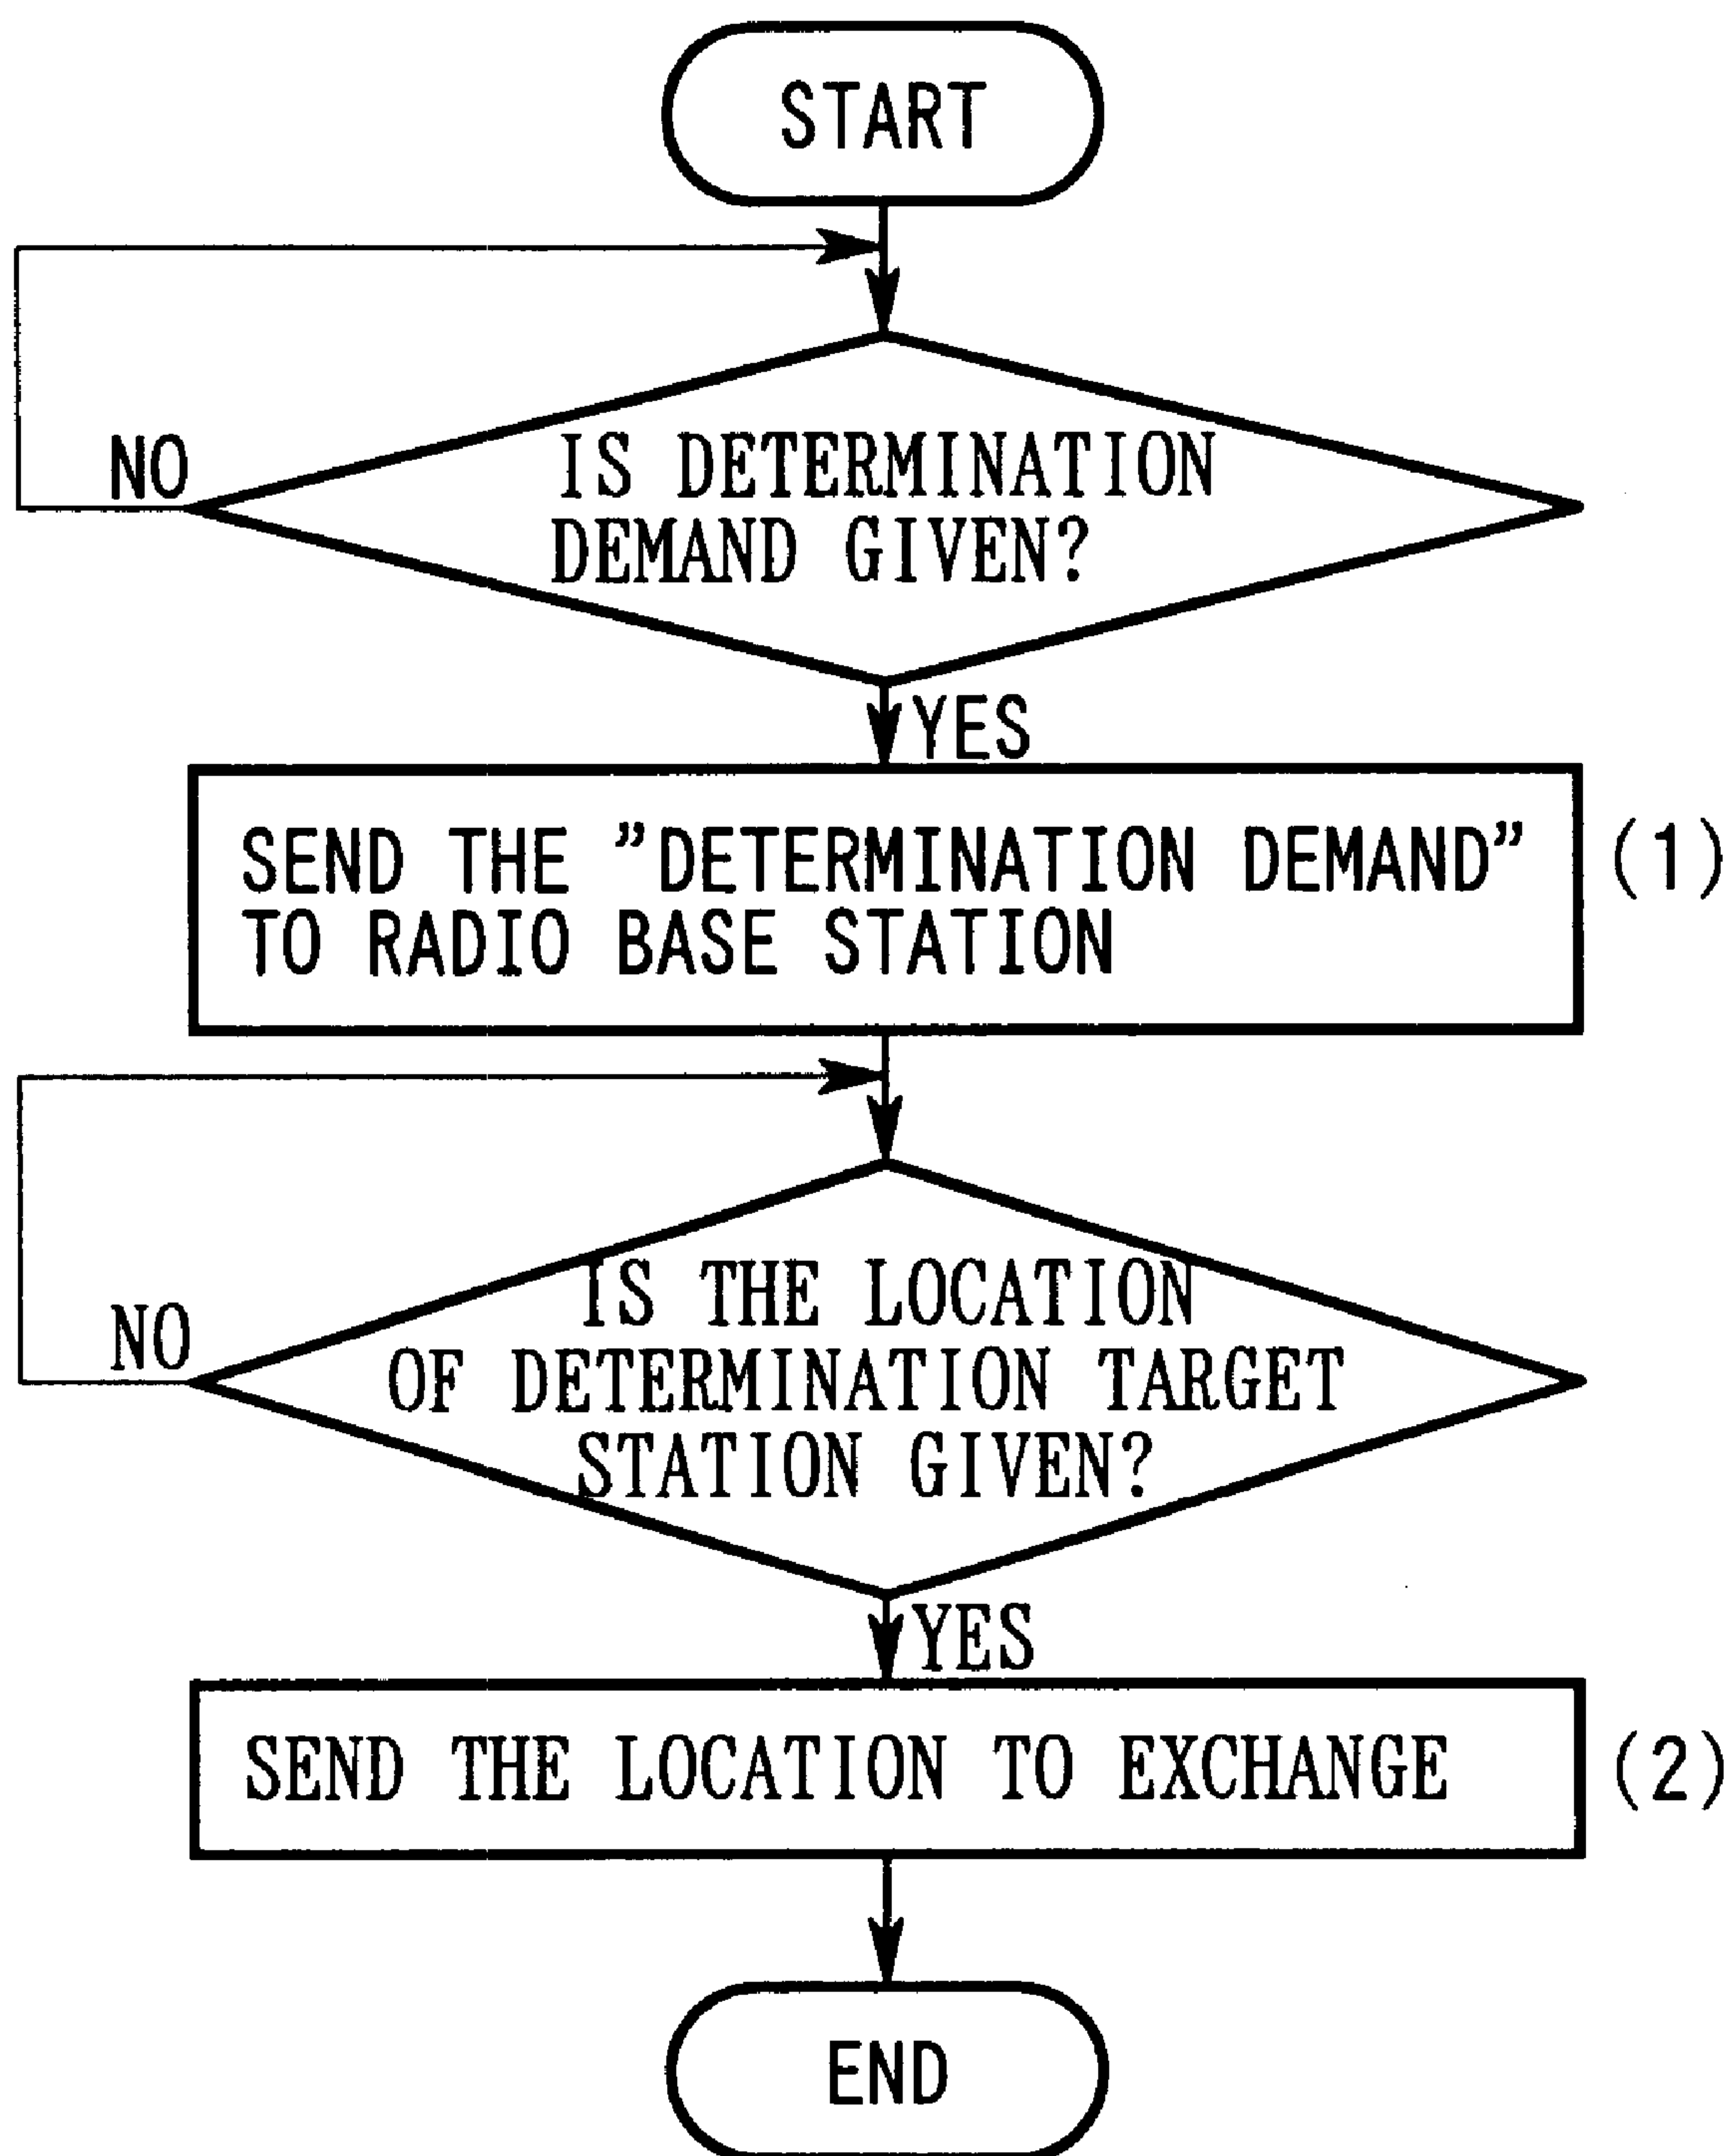 START
NO
IS DETERMINATION
DEMAND GIVEN?
YES
SEND THE ”DETERMINATION DEMAND”
TO RADIO BASE STATION
(1)
NO
IS THE LOCATION
OF DETERMINATION TARGET
STATION GIVEN?
YES
SEND THE LOCATION TO EXCHANGE
(2)
END